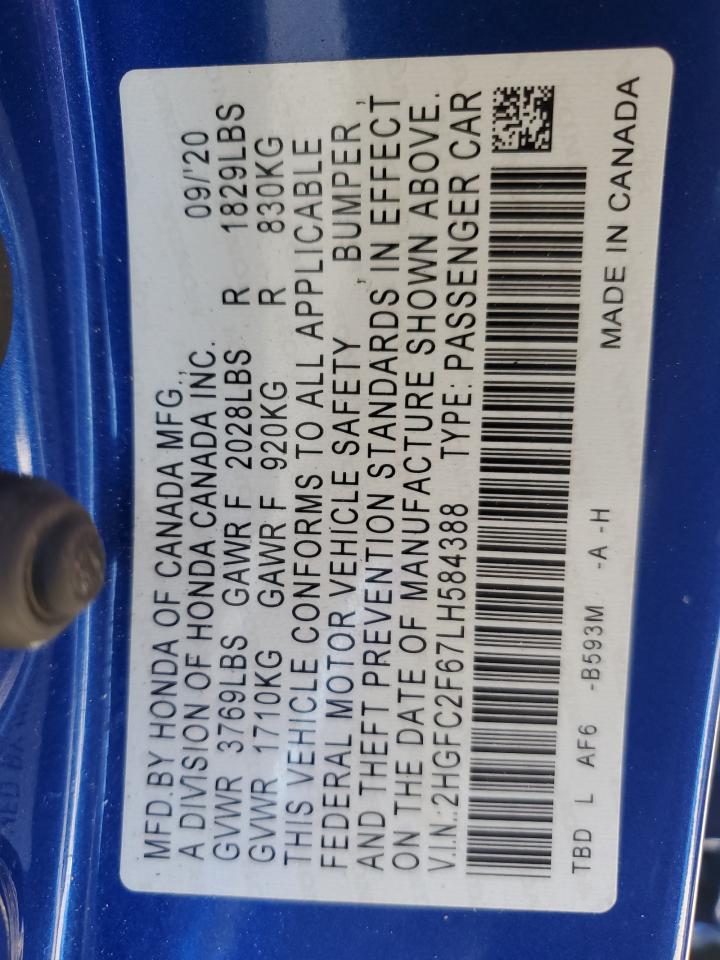 MFD.BY HONDA OF CANADA MFG.,
A DIVISION OF HONDA CANADA INC. 09/'20
GVWR 3769LBS GAWR F 2028LBS R 1829LBS
GVWR 1710KG GAWR F 920KG R 830KG
THIS VEHICLE CONFORMS TO ALL APPLICABLE
FEDERAL MOTOR VEHICLE SAFETY , BUMPER ,
AND THEFT PREVENTION STANDARDS IN EFFECT
ON THE DATE OF MANUFACTURE SHOWN ABOVE.
V.I.N.:2HGFC2F67LH584388 TYPE: PASSENGER CAR
TBD L AF6 -B593M -A -H
MADE IN CANADA